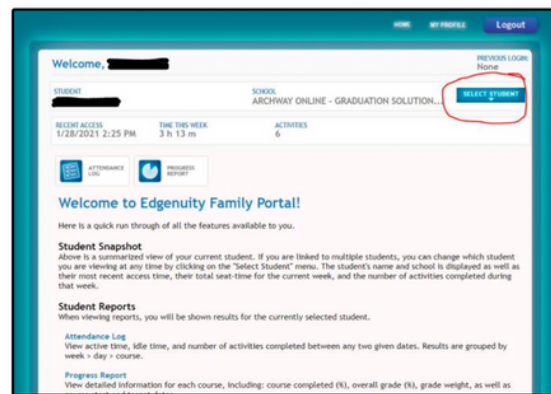 HOME MY PROFILE Logout
Welcome,
PREVIOUS LOGIN:
None
STUDENT
SCHOOL
ARCHWAY ONLINE - GRADUATION SOLUTION...
SELECT STUDENT
RECENT ACCESS
1/28/2021 2:25 PM
TIME THIS WEEK
3 h 13 m
ACTIVITIES
6
ATTENDANCE
LOG
PROGRESS
REPORT
Welcome to Edgenuity Family Portal!
Here is a quick run through of all the features available to you.
Student Snapshot
Above is a summarized view of your current student. If you are linked to multiple students, you can change which student
you are viewing at any time by clicking on the "Select Student" menu. The student's name and school is displayed as well as
their most recent access time, their total seat-time for the current week, and the number of activities completed during
that week.
Student Reports
When viewing reports, you will be shown results for the currently selected student.
Attendance Log
View active time, idle time, and number of activities completed between any two given dates. Results are grouped by
week > day > course.
Progress Report
View detailed information for each course, including: course completed (%), overall grade (%), grade weight, as well as